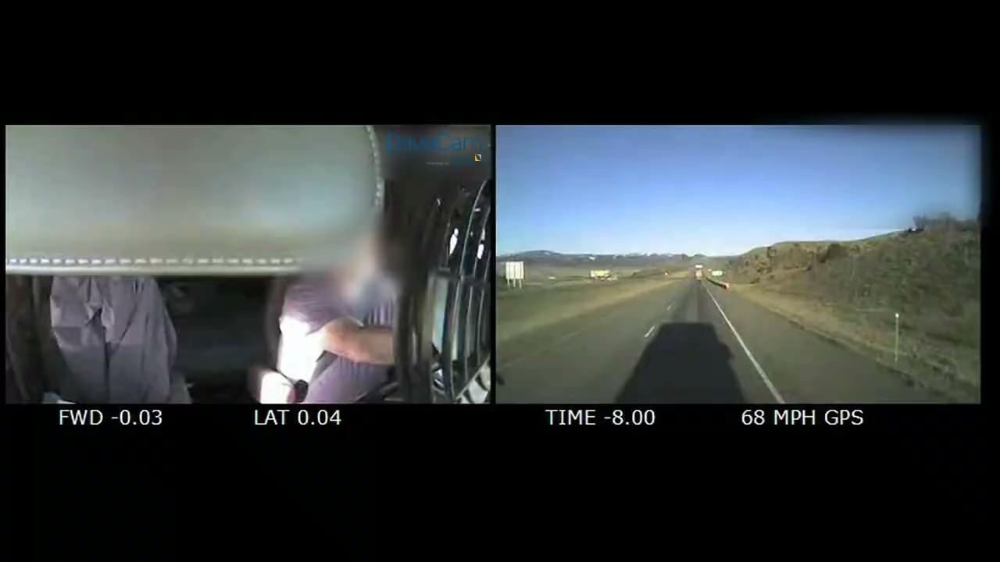 DriveCam
FWD -0.03
LAT 0.04
TIME -8.00
68 MPH GPS